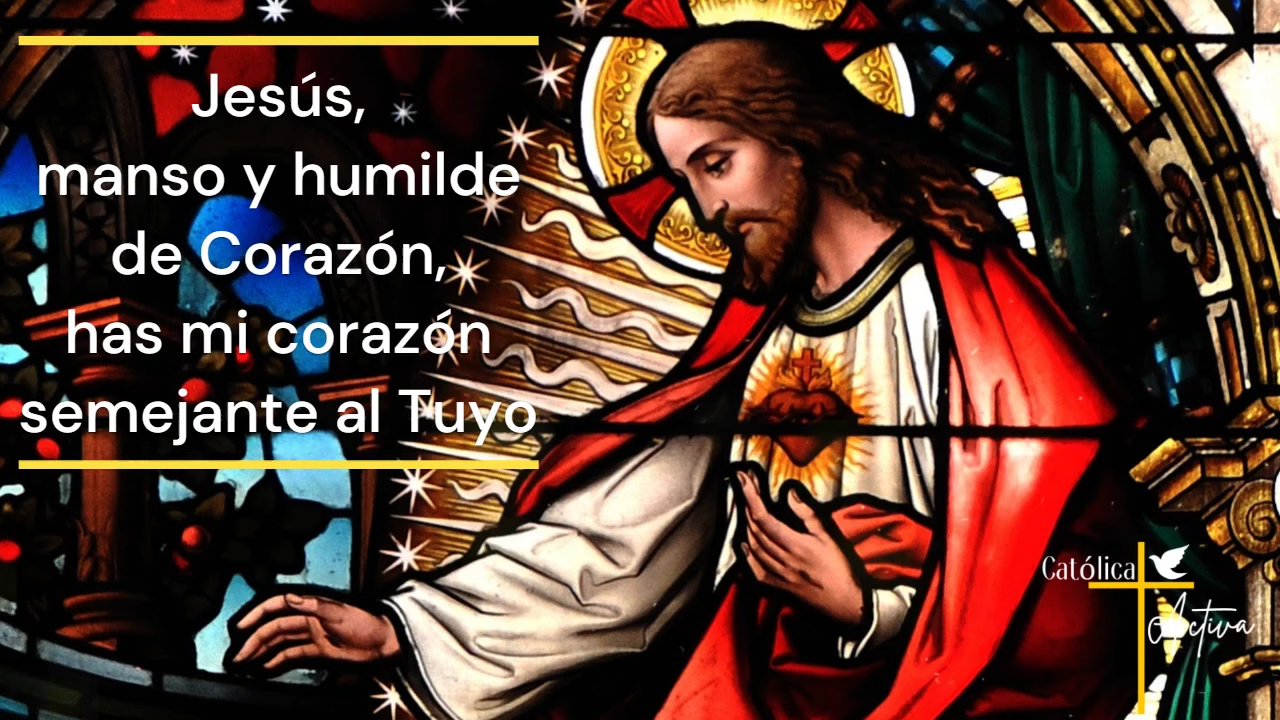 Jesús,
manso y humilde
de Corazón,
has mi corazón
semejante al Tuyo
Católica
Activa